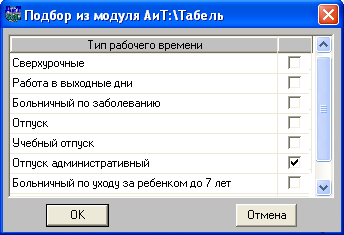 Подбор из модуля АиТ:\Табель
Тип рабочего времени
Сверхурочные
Работа в выходные дни
Больничный по заболеванию
Отпуск
Учебный отпуск
Отпуск административный
Больничный по уходу за ребенком до 7 лет
OK
Отмена